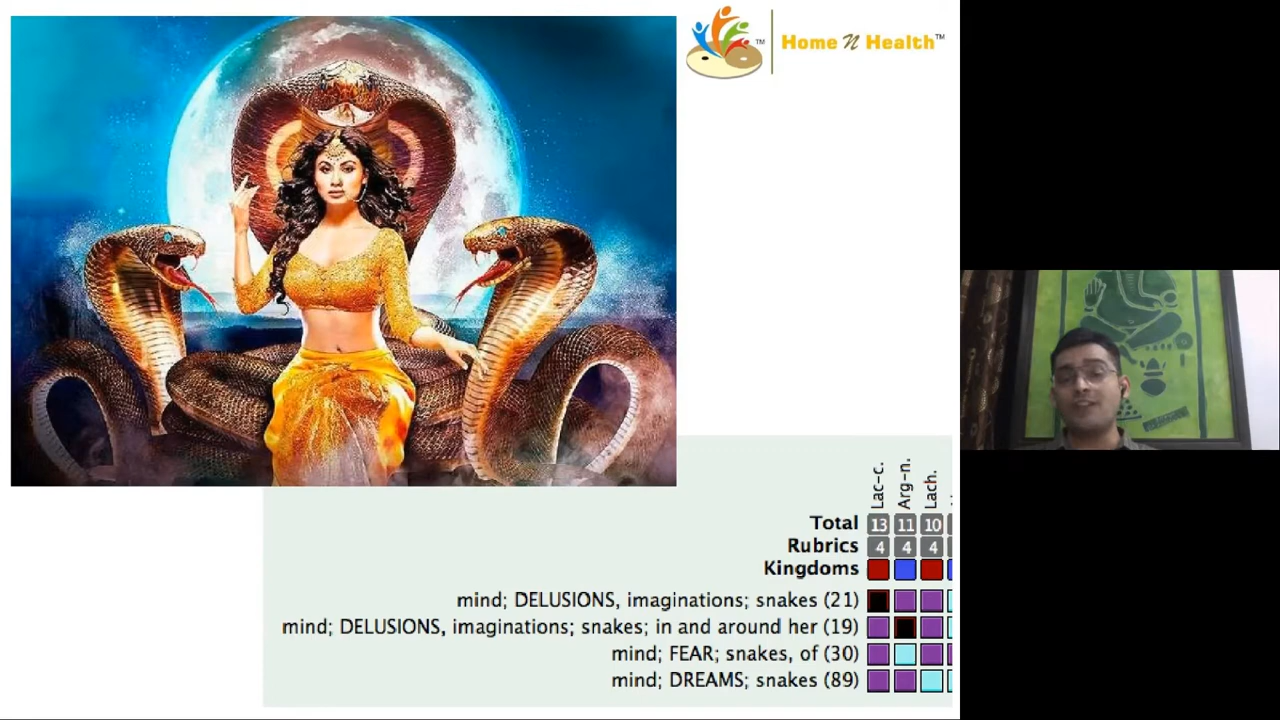 ™ Home N Health™
Lac-c. Arg-n. Lach.
Total 13 11 10
Rubrics 4 4 4
Kingdoms
mind; DELUSIONS, imaginations; snakes (21)
mind; DELUSIONS, imaginations; snakes; in and around her (19)
mind; FEAR; snakes, of (30)
mind; DREAMS; snakes (89)